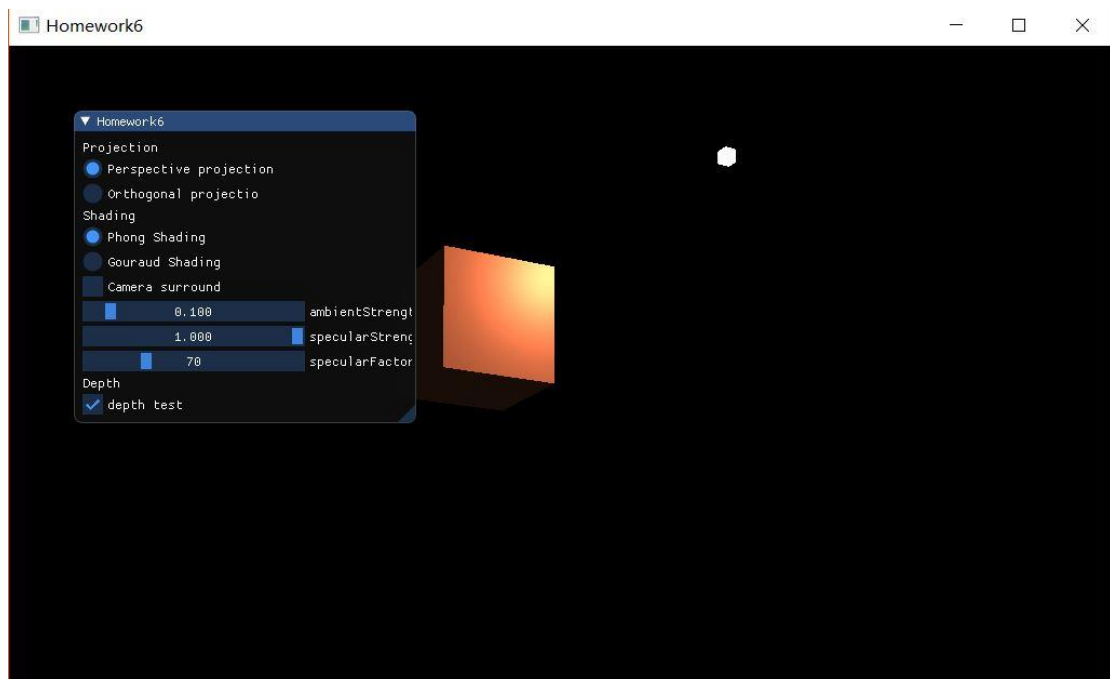 Homework6
Homework6
Projection
Perspective projection
Orthogonal projectio
Shading
Phong Shading
Gouraud Shading
Camera surround
0.100 ambientStrengt
1.000 specularStreng
70 specularFactor
Depth
depth test